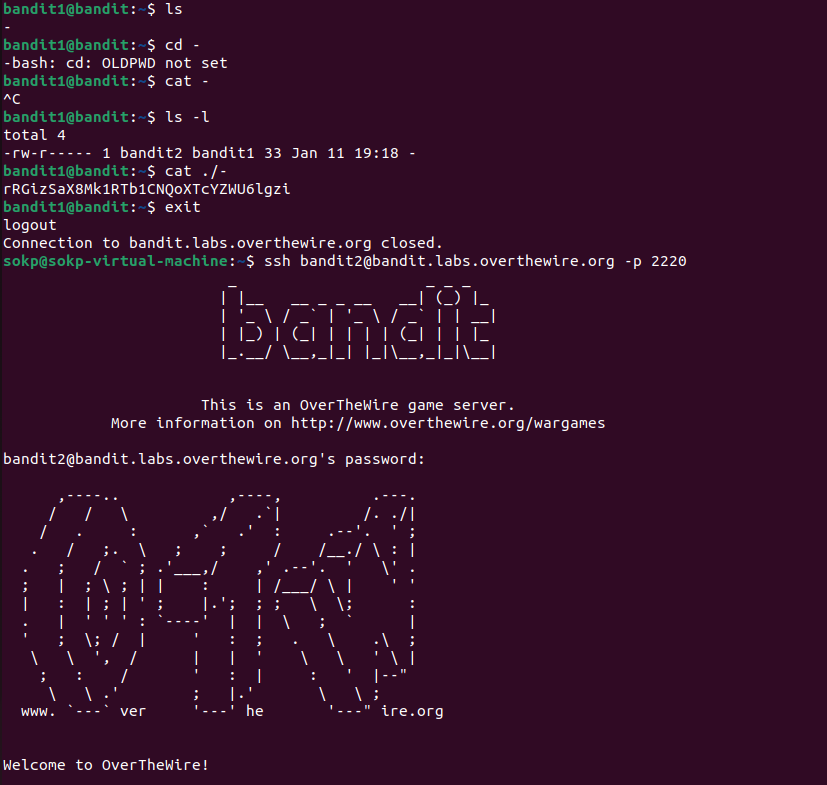 bandit1@bandit:~$ ls
-
bandit1@bandit:~$ cd -
-bash: cd: OLDPWD not set
bandit1@bandit:~$ cat -
^C
bandit1@bandit:~$ ls -l
total 4
-rw-r----- 1 bandit2 bandit1 33 Jan 11 19:18 -
bandit1@bandit:~$ cat ./-
rRGizSaX8Mk1RTb1CNQoXTcYZWU6lgzi
bandit1@bandit:~$ exit
logout
Connection to bandit.labs.overthewire.org closed.
sokp@sokp-virtual-machine:~$ ssh bandit2@bandit.labs.overthewire.org -p 2220
bandit
This is an OverTheWire game server.
More information on http://www.overthewire.org/wargames
bandit2@bandit.labs.overthewire.org's password:
www. `---` ver '---' he '---" ire.org
Welcome to OverTheWire!